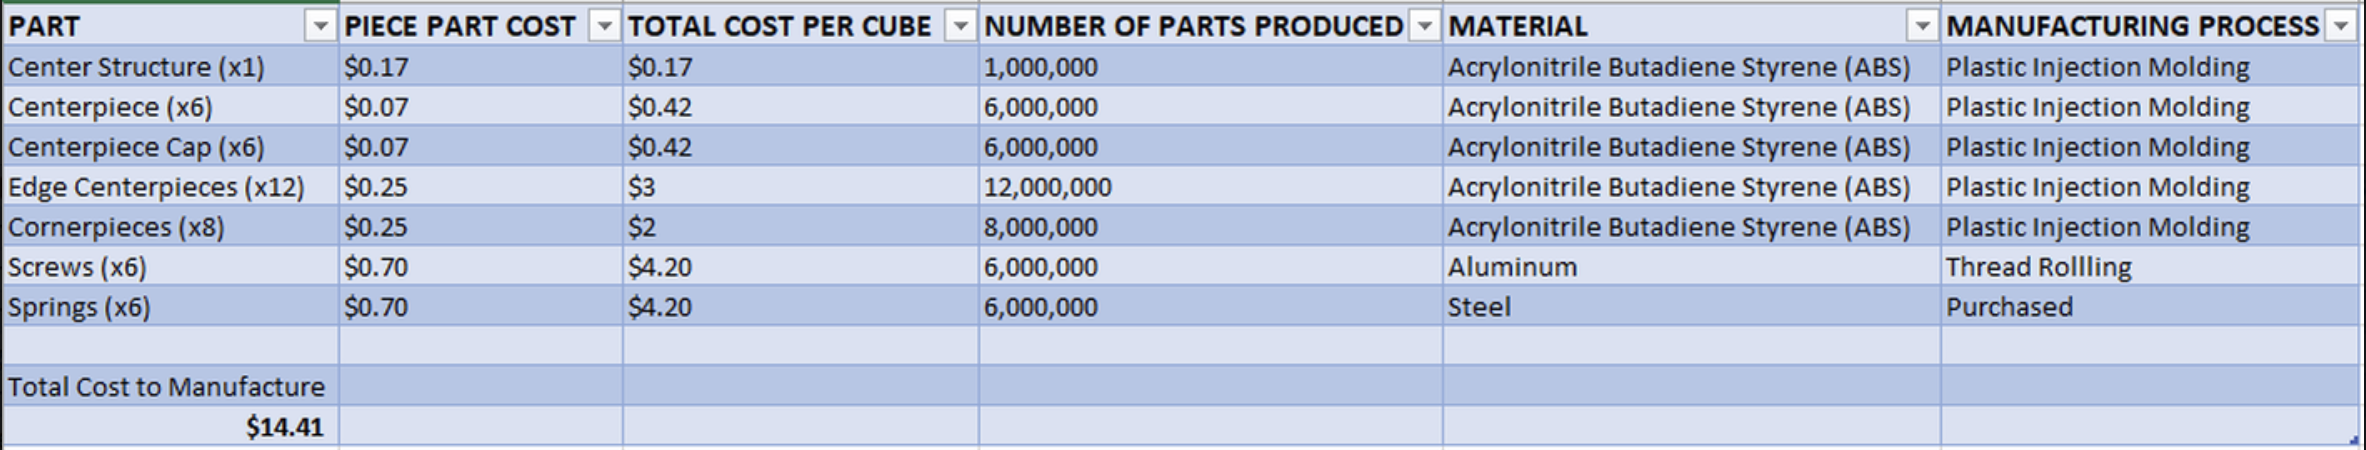 PART PIECE PART COST TOTAL COST PER CUBE NUMBER OF PARTS PRODUCED MATERIAL MANUFACTURING PROCESS
Center Structure (x1) $0.17 $0.17 1,000,000 Acrylonitrile Butadiene Styrene (ABS) Plastic Injection Molding
Centerpiece (x6) $0.07 $0.42 6,000,000 Acrylonitrile Butadiene Styrene (ABS) Plastic Injection Molding
Centerpiece Cap (x6) $0.07 $0.42 6,000,000 Acrylonitrile Butadiene Styrene (ABS) Plastic Injection Molding
Edge Centerpieces (x12) $0.25 $3 12,000,000 Acrylonitrile Butadiene Styrene (ABS) Plastic Injection Molding
Cornerpieces (x8) $0.25 $2 8,000,000 Acrylonitrile Butadiene Styrene (ABS) Plastic Injection Molding
Screws (x6) $0.70 $4.20 6,000,000 Aluminum Thread Rollling
Springs (x6) $0.70 $4.20 6,000,000 Steel Purchased
Total Cost to Manufacture
$14.41